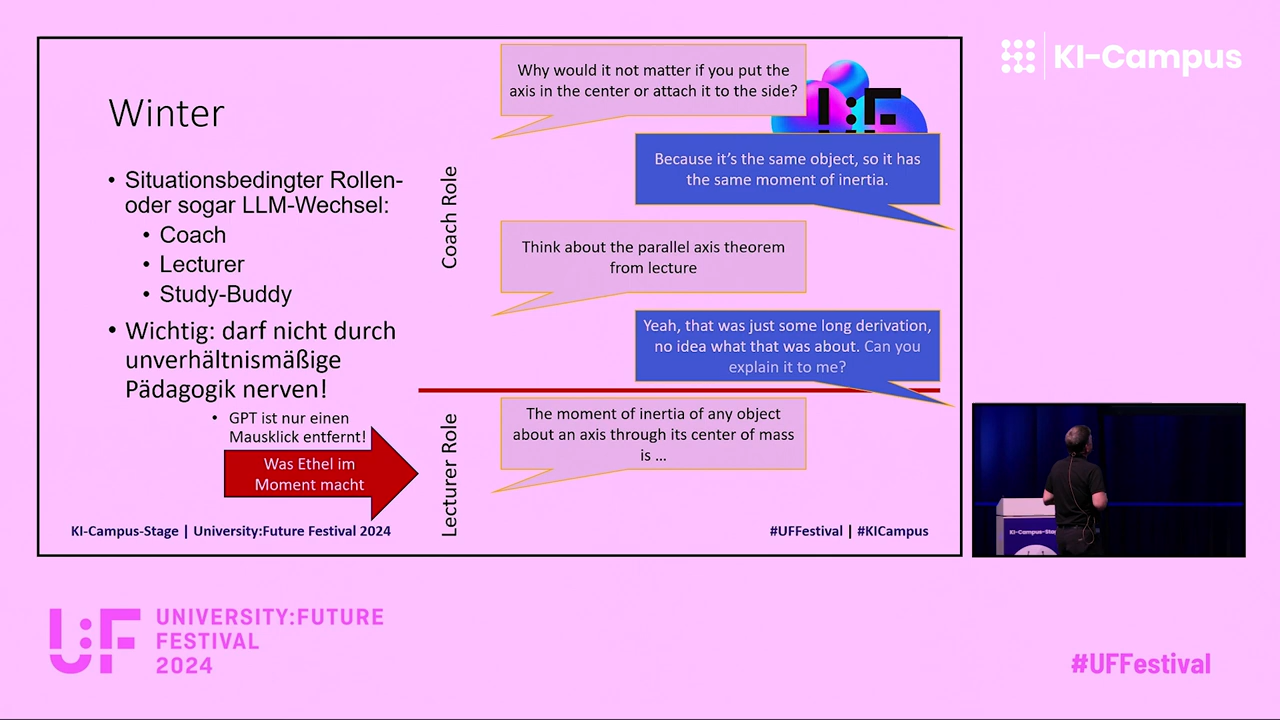 KI-Campus
Winter
• Situationsbedingter Rollen-
oder sogar LLM-Wechsel:
• Coach
• Lecturer
• Study-Buddy
• Wichtig: darf nicht durch
unverhältnismäßige
Pädagogik nerven!
• GPT ist nur einen
Mausklick entfernt!
Was Ethel im
Moment macht
Coach Role
Why would it not matter if you put the
axis in the center or attach it to the side?
U:F
Because it's the same object, so it has
the same moment of inertia.
Think about the parallel axis theorem
from lecture
Yeah, that was just some long derivation,
no idea what that was about. Can you
explain it to me?
Lecturer Role
The moment of inertia of any object
about an axis through its center of mass
is ...
KI-Campus-Stage | University:Future Festival 2024
#UFFestival | #KICampus
U:F
UNIVERSITY:FUTURE
FESTIVAL
2024
#UFFestival